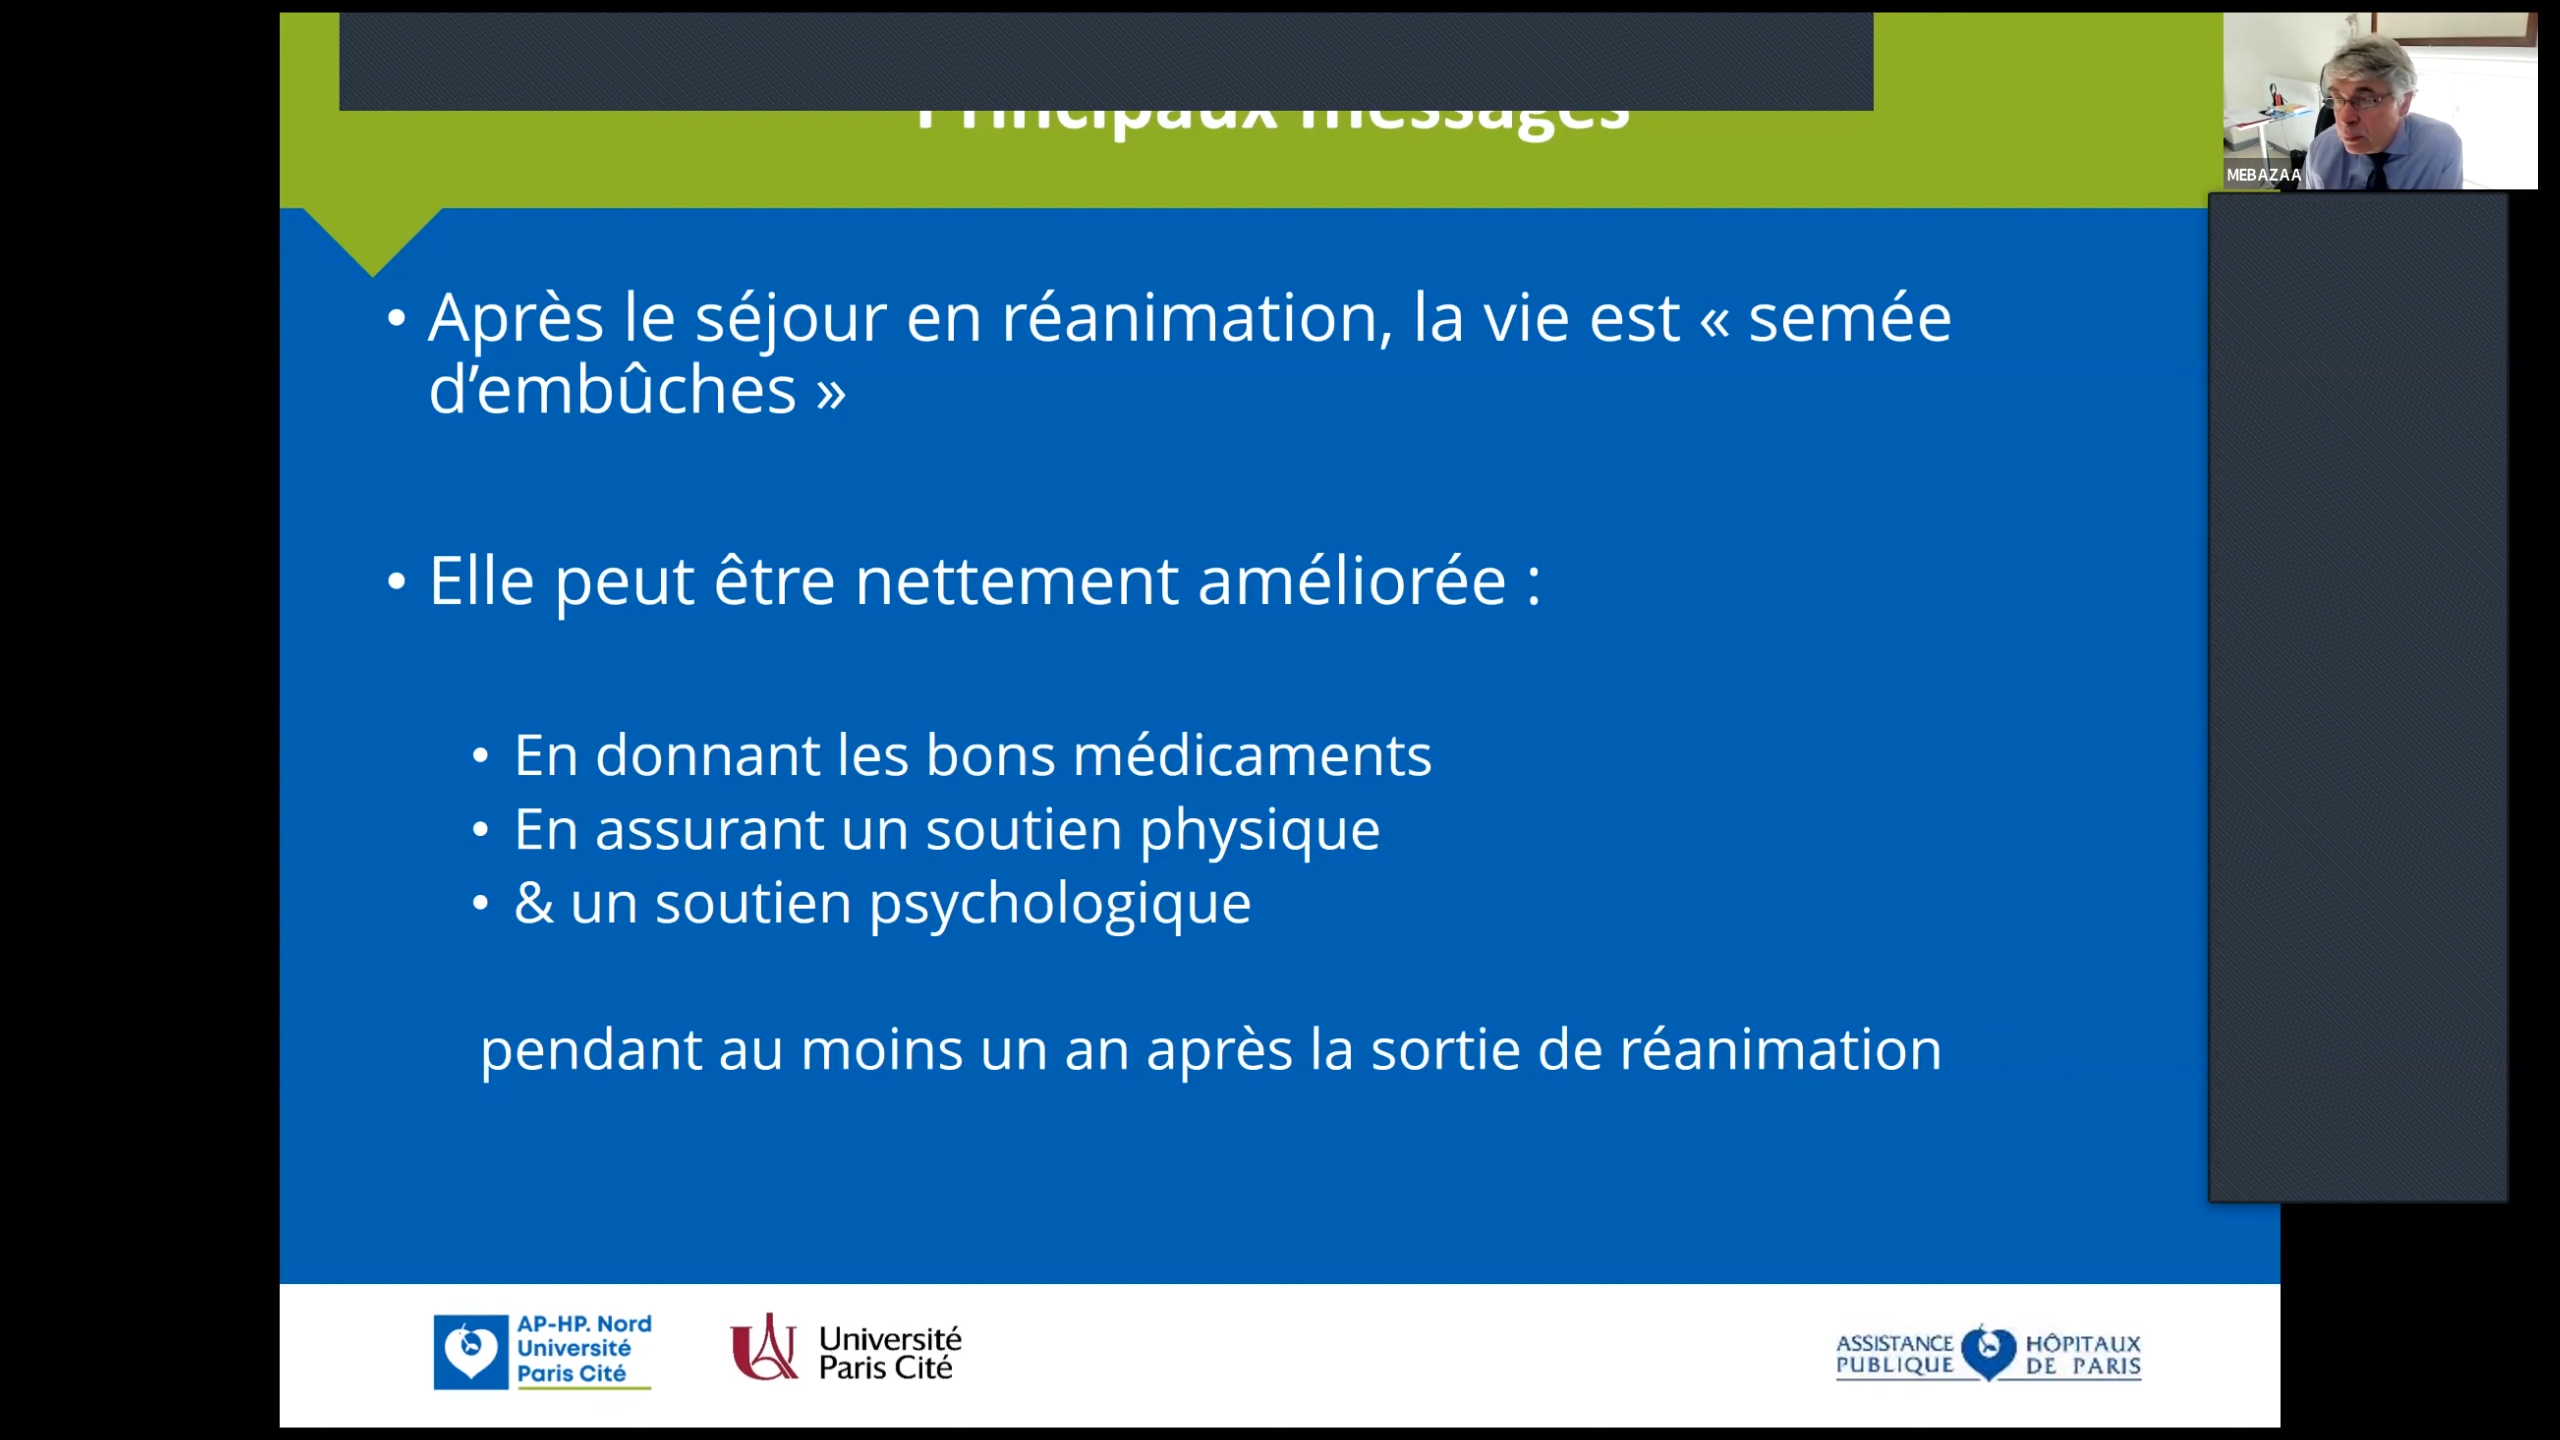 Principaux messages
MEBAZAA
• Après le séjour en réanimation, la vie est « semée
d’embûches »
• Elle peut être nettement améliorée :
• En donnant les bons médicaments
• En assurant un soutien physique
• & un soutien psychologique
pendant au moins un an après la sortie de réanimation
AP-HP. Nord
Université
Paris Cité
Université
Paris Cité
ASSISTANCE HÔPITAUX
PUBLIQUE DE PARIS